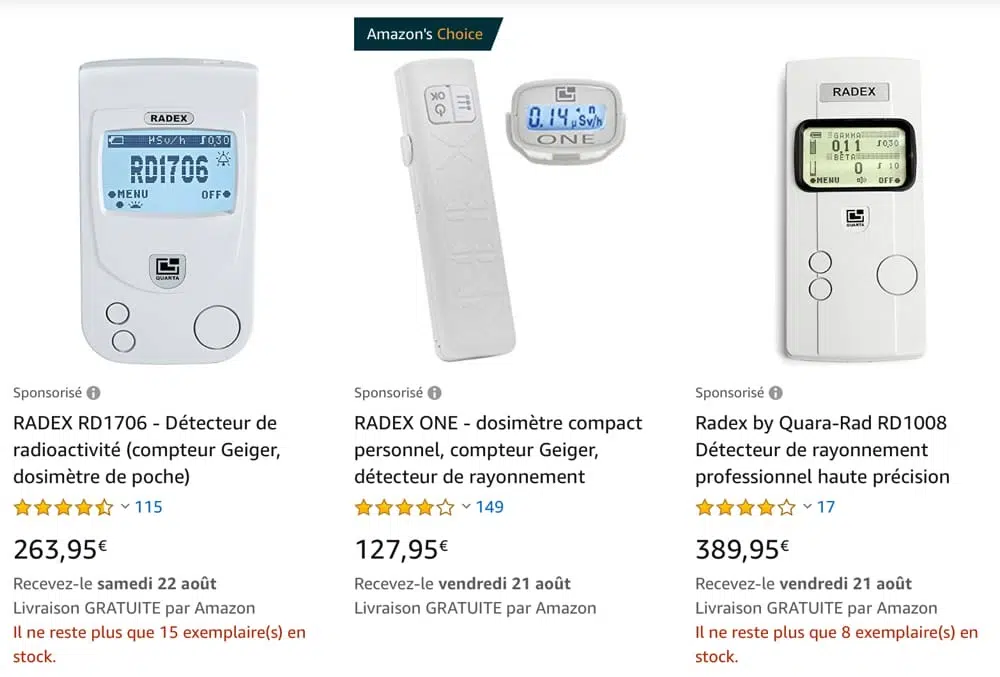 Amazon's Choice
RADEX
µSv/h 0,30
RD1706
MENU OFF
QUARTA
Sponsorisé
RADEX RD1706 - Détecteur de
radioactivité (compteur Geiger,
dosimètre de poche)
115
263,95€
Recevez-le samedi 22 août
Livraison GRATUITE par Amazon
Il ne reste plus que 15 exemplaire(s) en
stock.
OK
0.14 µSv/h
ONE
Sponsorisé
RADEX ONE - dosimètre compact
personnel, compteur Geiger,
détecteur de rayonnement
149
127,95€
Recevez-le vendredi 21 août
Livraison GRATUITE par Amazon
RADEX
GAMMA
011 0,30
BETA
0 10
MENU OFF
QUARTA
Sponsorisé
Radex by Quara-Rad RD1008
Détecteur de rayonnement
professionnel haute précision
17
389,95€
Recevez-le vendredi 21 août
Livraison GRATUITE par Amazon
Il ne reste plus que 8 exemplaire(s) en
stock.